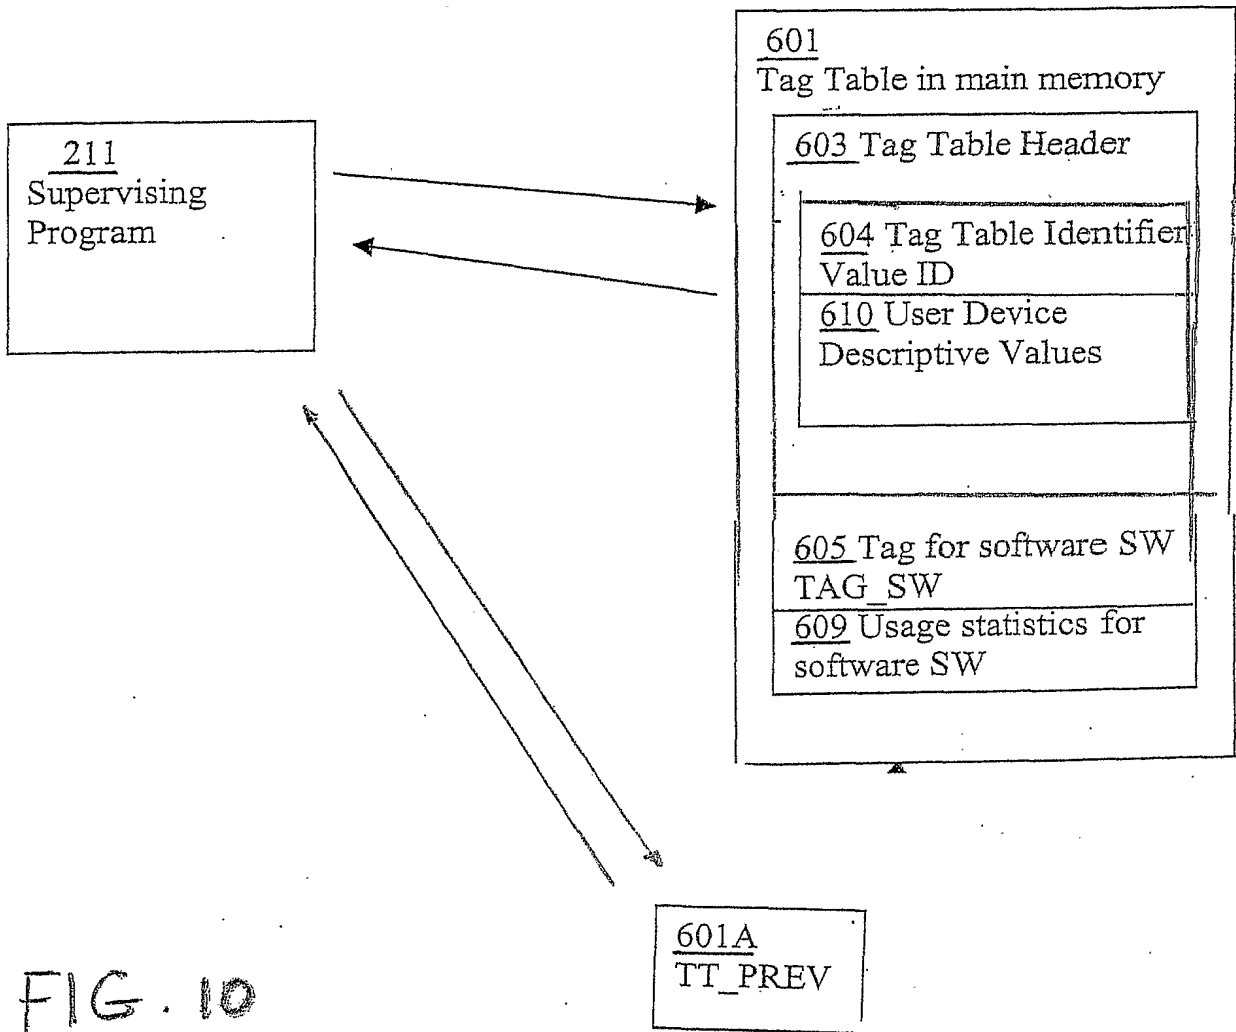 211
Supervising
Program
601
Tag Table in main memory
603 Tag Table Header
604 Tag Table Identifier
Value ID
610 User Device
Descriptive Values
605 Tag for software SW
TAG_SW
609 Usage statistics for
software SW
601A
TT_PREV
FIG. 10